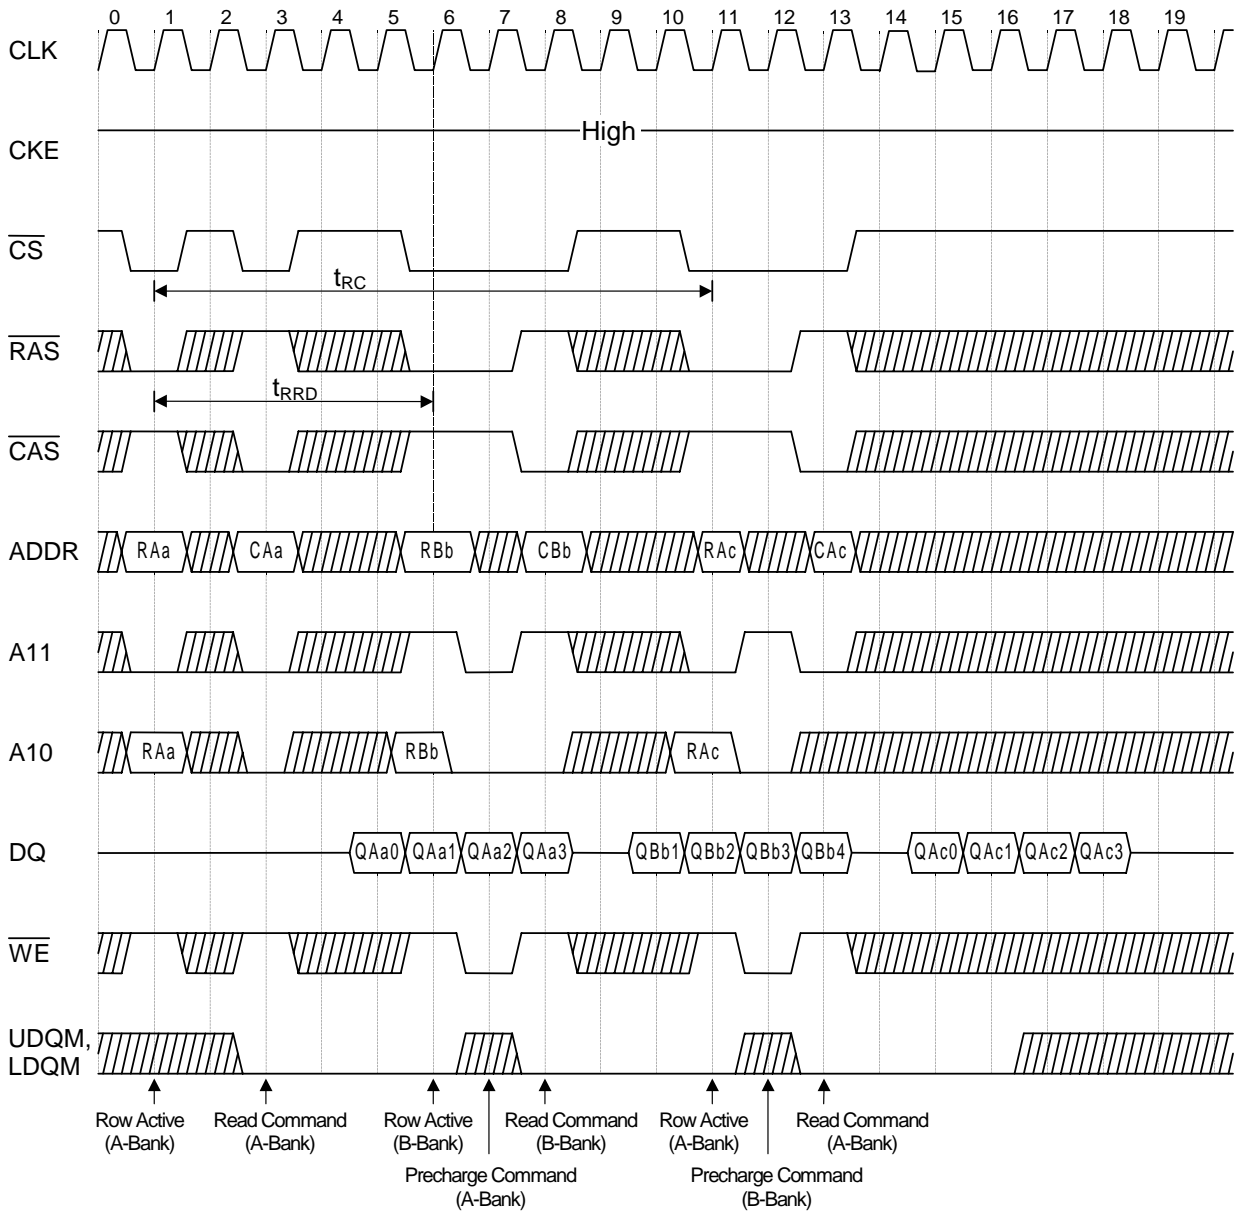 0 1 2 3 4 5 6 7 8 9 10 11 12 13 14 15 16 17 18 19
CLK
High
CKE
CS
tRC
RAS
tRRD
CAS
ADDR RAa CAa RBb CBb RAc CAc
A11
A10 RAa RBb RAc
DQ QAa0 QAa1 QAa2 QAa3 QBb1 QBb2 QBb3 QBb4 QAc0 QAc1 QAc2 QAc3
WE
UDQM,
LDQM
Row Active Read Command Row Active Read Command Row Active Read Command
(A-Bank) (A-Bank) (B-Bank) (B-Bank) (A-Bank) (A-Bank)
Precharge Command Precharge Command
(A-Bank) (B-Bank)